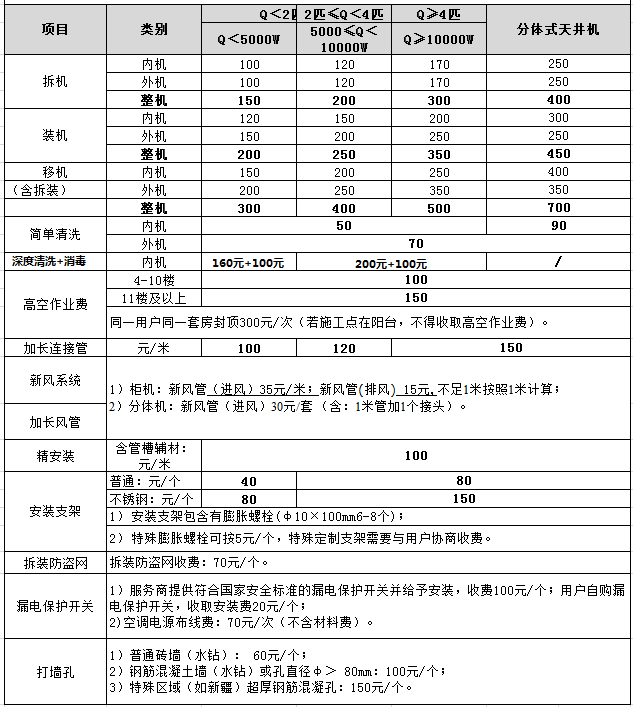 项目 类别 Q＜2匹 2匹≤Q＜4匹 Q≥4匹 分体式天井机
Q＜5000W 5000≤Q＜10000W Q≥10000W
拆机 内机 100 120 170 250
外机 100 120 170 250
整机 150 200 300 400
装机 内机 120 150 200 300
外机 150 200 250 250
整机 200 250 350 450
移机 内机 150 200 250 400
（含拆装） 外机 200 250 350 350
整机 300 400 500 700
简单清洗 内机 50 90
外机 70
深度清洗+消毒 内机 160元+100元 200元+100元 /
高空作业费 4-10楼 100
11楼及以上 150
同一用户同一套房封顶300元/次（若施工点在阳台，不得收取高空作业费）。
加长连接管 元/米 100 120 150
新风系统
加长风管
1）柜机：新风管（进风）35元/米；新风管(排风) 15元,不足1米按照1米计算；
2）分体机：新风管（进风）30元/套（含：1米管加1个接头）。
精安装 含管槽辅材：元/米 100
安装支架 普通：元/个 40 80
不锈钢：元/个 80 150
1）安装支架包含有膨胀螺栓(φ10×100mm6-8个)；
2）特殊膨胀螺栓可按5元/个，特殊定制支架需要与用户协商收费。
拆装防盗网 拆装防盗网收费：70元/个。
漏电保护开关
1）服务商提供符合国家安全标准的漏电保护开关并给予安装，收费100元/个；用户自购漏
电保护开关，收取安装费20元/个；
2)空调电源布线费：70元/次（不含材料费）。
打墙孔
1）普通砖墙（水钻）： 60元/个；
2）钢筋混凝土墙（水钻）或孔直径φ＞ 80mm：100元/个；
3）特殊区域（如新疆）超厚钢筋混凝孔：150元/个。